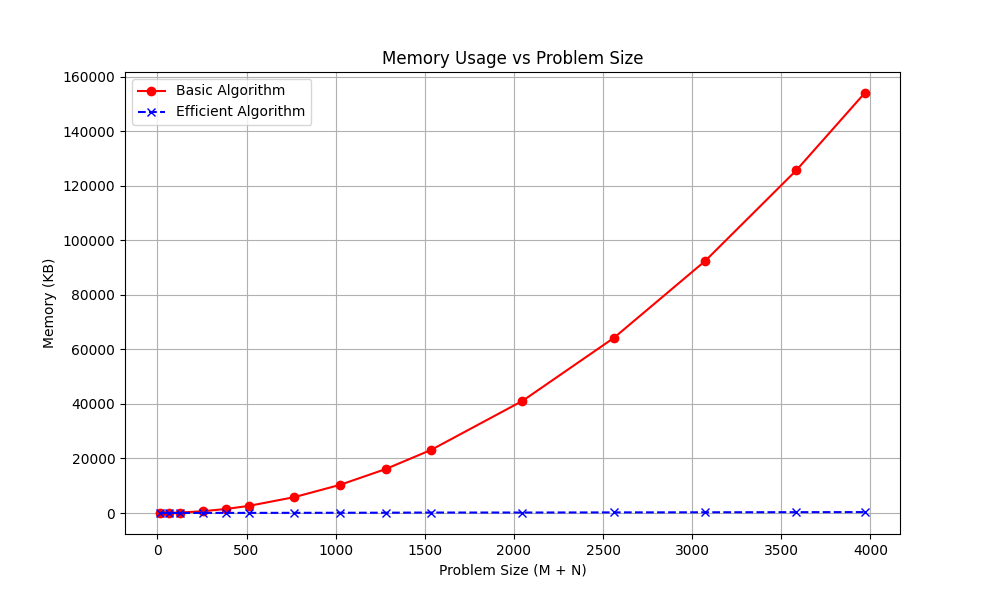 Memory Usage vs Problem Size
Basic Algorithm
Efficient Algorithm
Memory (KB)
160000
140000
120000
100000
80000
60000
40000
20000
0
0 500 1000 1500 2000 2500 3000 3500 4000
Problem Size (M + N)